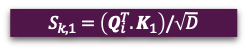 S_{k,1} = (Q_i^T . K_1)/√D